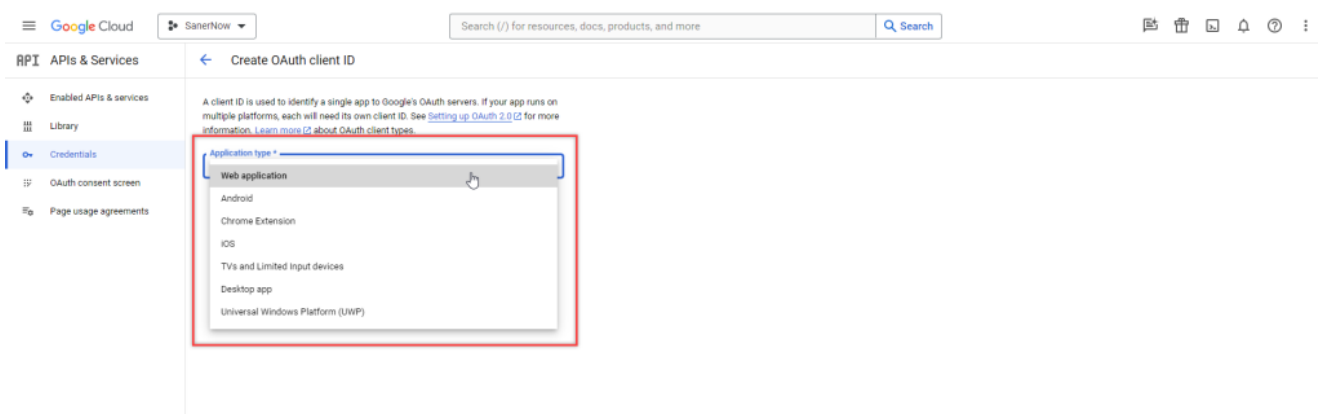 Google Cloud
SanerNow
Search (/) for resources, docs, products, and more
Search
API APIs & Services
Create OAuth client ID
Enabled APIs & services
Library
Credentials
OAuth consent screen
Page usage agreements
A client ID is used to identify a single app to Google's OAuth servers. If your app runs on
multiple platforms, each will need its own client ID. See Setting up OAuth 2.0 for more
information. Learn more about OAuth client types.
Application type *
Web application
Android
Chrome Extension
iOS
TVs and Limited Input devices
Desktop app
Universal Windows Platform (UWP)